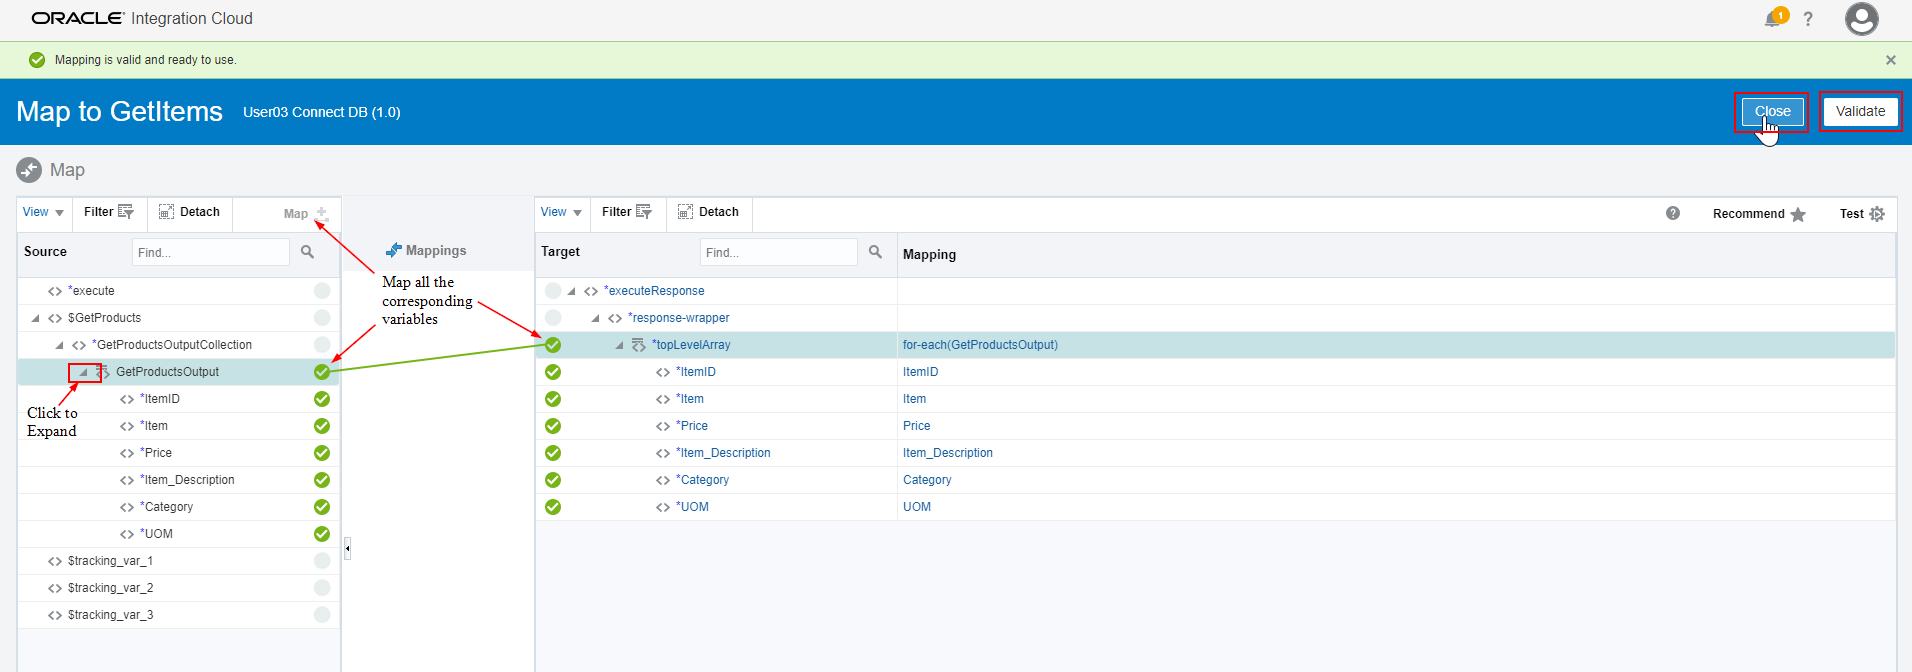 ORACLE Integration Cloud
1
?
Mapping is valid and ready to use.
×
Map to GetItems User03 Connect DB (1.0)
Close
Validate
Map
View Filter Detach Map
View Filter Detach
? Recommend Test
Source Find...
Mappings
Target Find... Mapping
Map all the
corresponding
variables
<> *execute
<> $GetProducts
<> *GetProductsOutputCollection
GetProductsOutput
<> *ItemID
<> *Item
<> *Price
<> *Item_Description
<> *Category
<> *UOM
<> $tracking_var_1
<> $tracking_var_2
<> $tracking_var_3
Click to
Expand
<> *executeResponse
<> *response-wrapper
*topLevelArray for-each(GetProductsOutput)
<> *ItemID ItemID
<> *Item Item
<> *Price Price
<> *Item_Description Item_Description
<> *Category Category
<> *UOM UOM